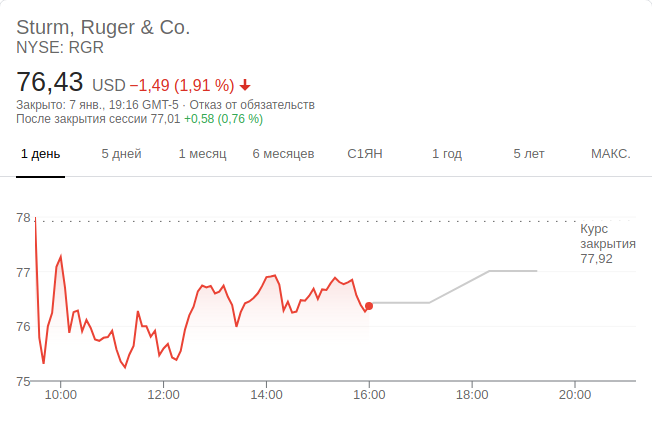 Sturm, Ruger & Co.
NYSE: RGR
76,43 USD −1,49 (1,91 %)
Закрыто: 7 янв., 19:16 GMT-5 · Отказ от обязательств
После закрытия сессии 77,01 +0,58 (0,76 %)
1 день 5 дней 1 месяц 6 месяцев С1ЯН 1 год 5 лет МАКС.
78
Курс
закрытия
77,92
77
76
75
10:00 12:00 14:00 16:00 18:00 20:00